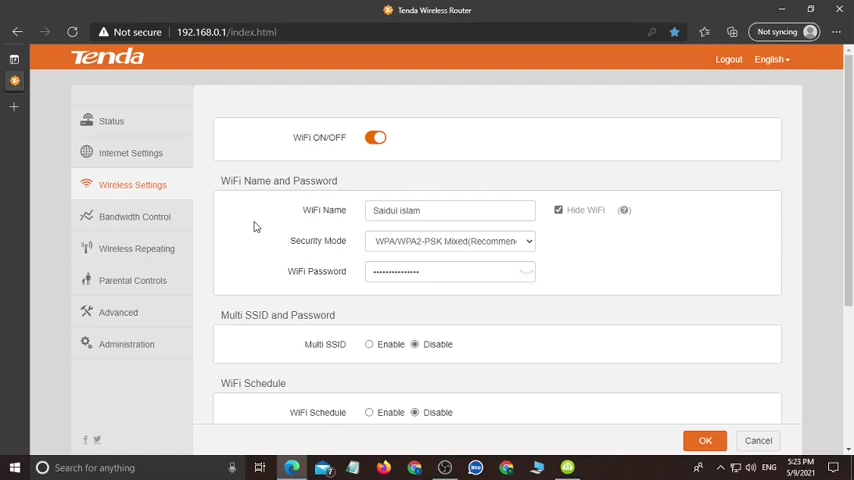 Tenda Wireless Router
Not secure 192.168.0.1/index.html Not syncing
Tenda Logout English
Status
Internet Settings
Wireless Settings
Bandwidth Control
Wireless Repeating
Parental Controls
Advanced
Administration
WiFi ON/OFF
WiFi Name and Password
WiFi Name Saidul islam Hide WiFi
Security Mode WPA/WPA2-PSK Mixed(Recommen
WiFi Password •••••••••••••••
Multi SSID and Password
Multi SSID Enable Disable
WiFi Schedule
WiFi Schedule Enable Disable
OK Cancel
Search for anything 7 imo ENG 5:23 PM
5/9/2021